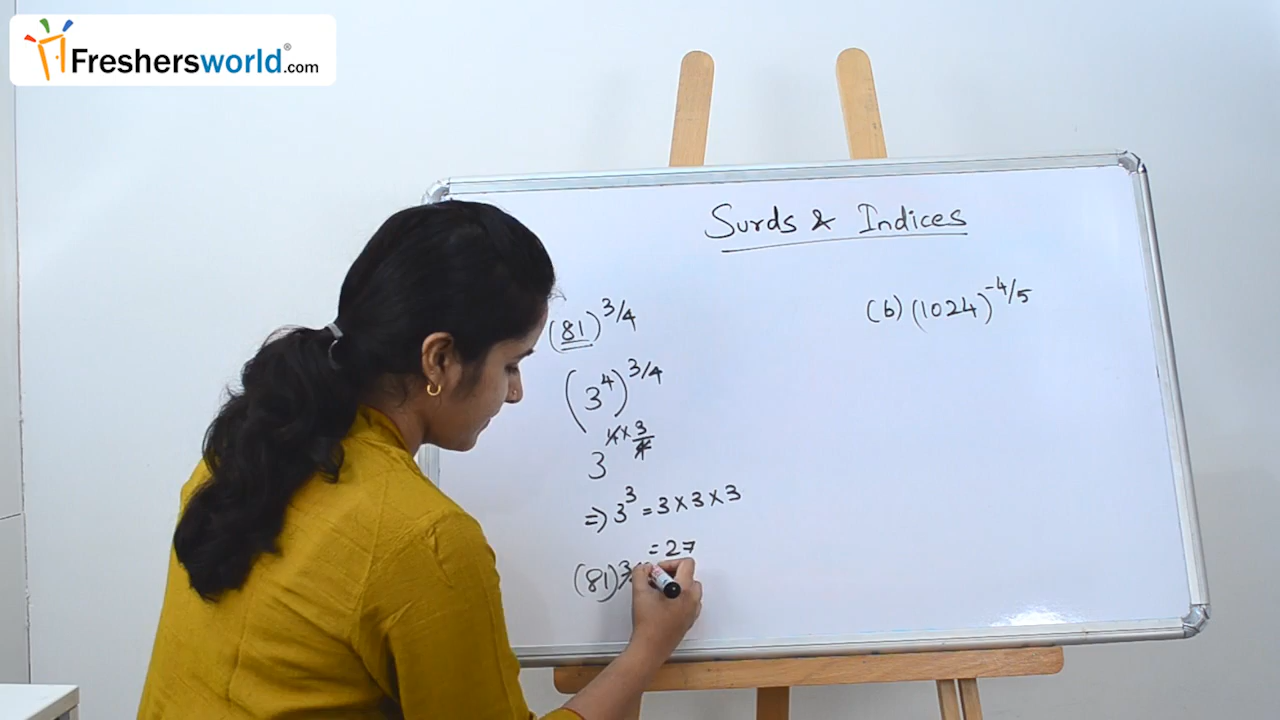 Freshersworld.com®
Surds & Indices
(81)^3/4
(3^4)^3/4
3^4×3/4
⇒ 3^3 = 3×3×3
= 27
(81)^3/
(b) (1024)^-4/5